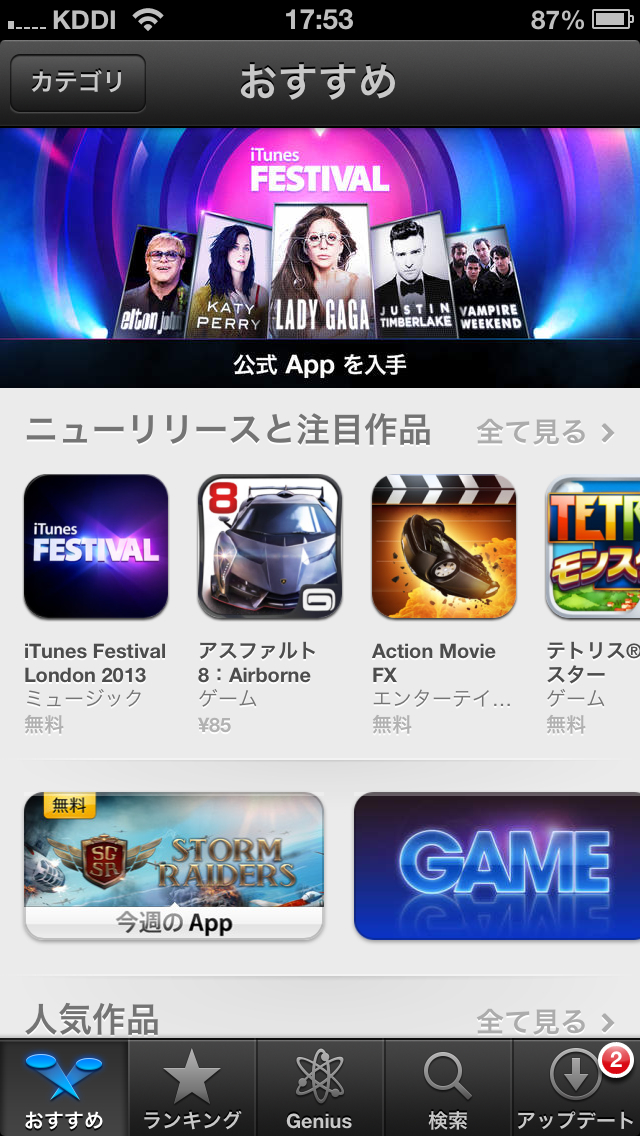 KDDI 17:53 87%
カテゴリ
おすすめ
iTunes
FESTIVAL
elton john
KATY
PERRY
LADY GAGA
JUSTIN
TIMBERLAKE
VAMPIRE
WEEKEND
公式 App を入手
ニューリリースと注目作品
全て見る
iTunes
FESTIVAL
8
G
TETR
モンス
iTunes Festival
London 2013
ミュージック
無料
アスファルト
8：Airborne
ゲーム
¥85
Action Movie
FX
エンターテイ…
無料
テトリス®
スター
ゲーム
無料
無料
SG
SR
STORM
RAIDERS
今週の App
GAME
人気作品
全て見る
おすすめ
ランキング
Genius
検索
2
アップデート